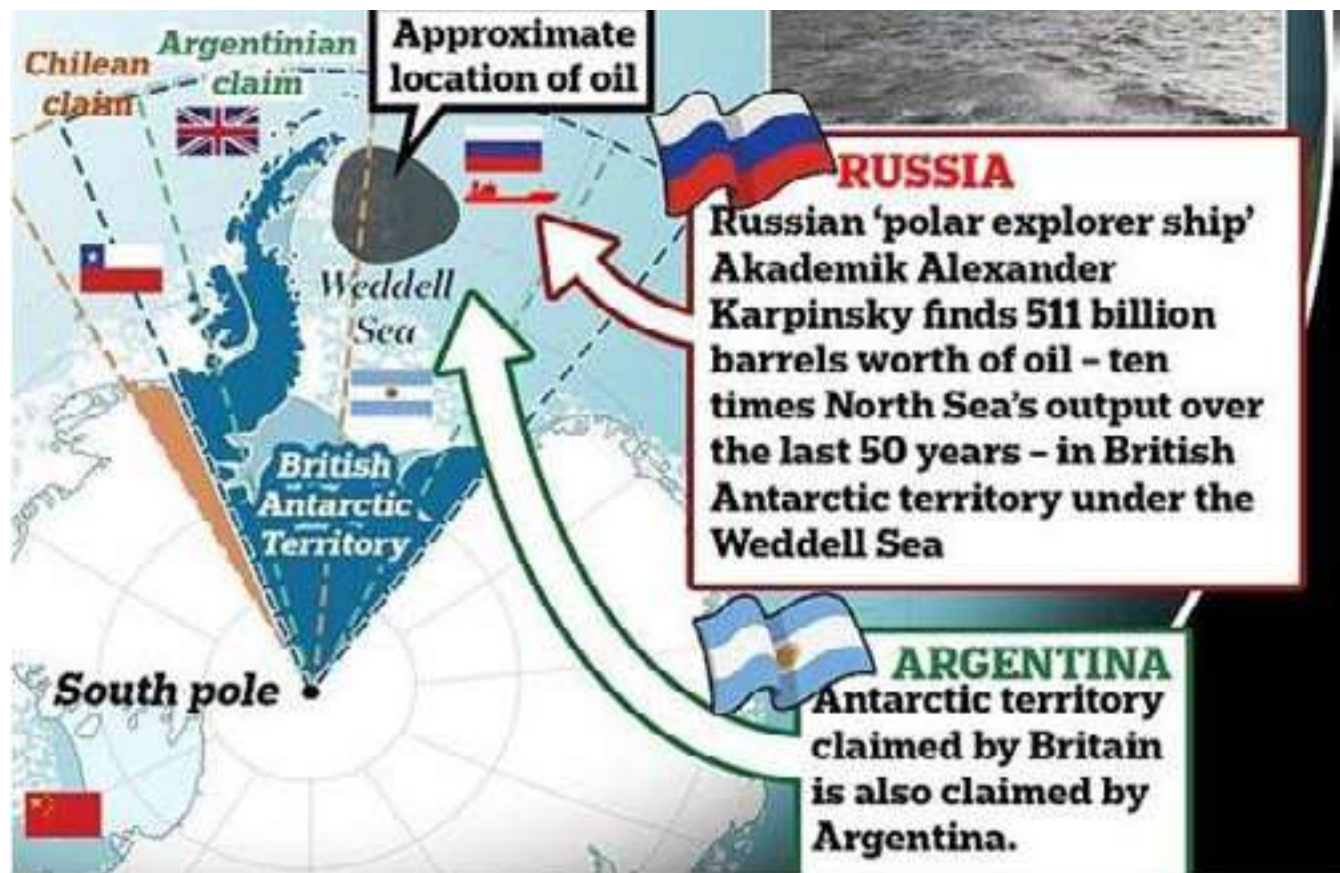 Chilean
claim
Argentinian
claim
Approximate
location of oil
Weddell
Sea
British
Antarctic
Territory
South pole
RUSSIA
Russian ‘polar explorer ship’
Akademik Alexander
Karpinsky finds 511 billion
barrels worth of oil – ten
times North Sea's output over
the last 50 years – in British
Antarctic territory under the
Weddell Sea
ARGENTINA
Antarctic territory
claimed by Britain
is also claimed by
Argentina.